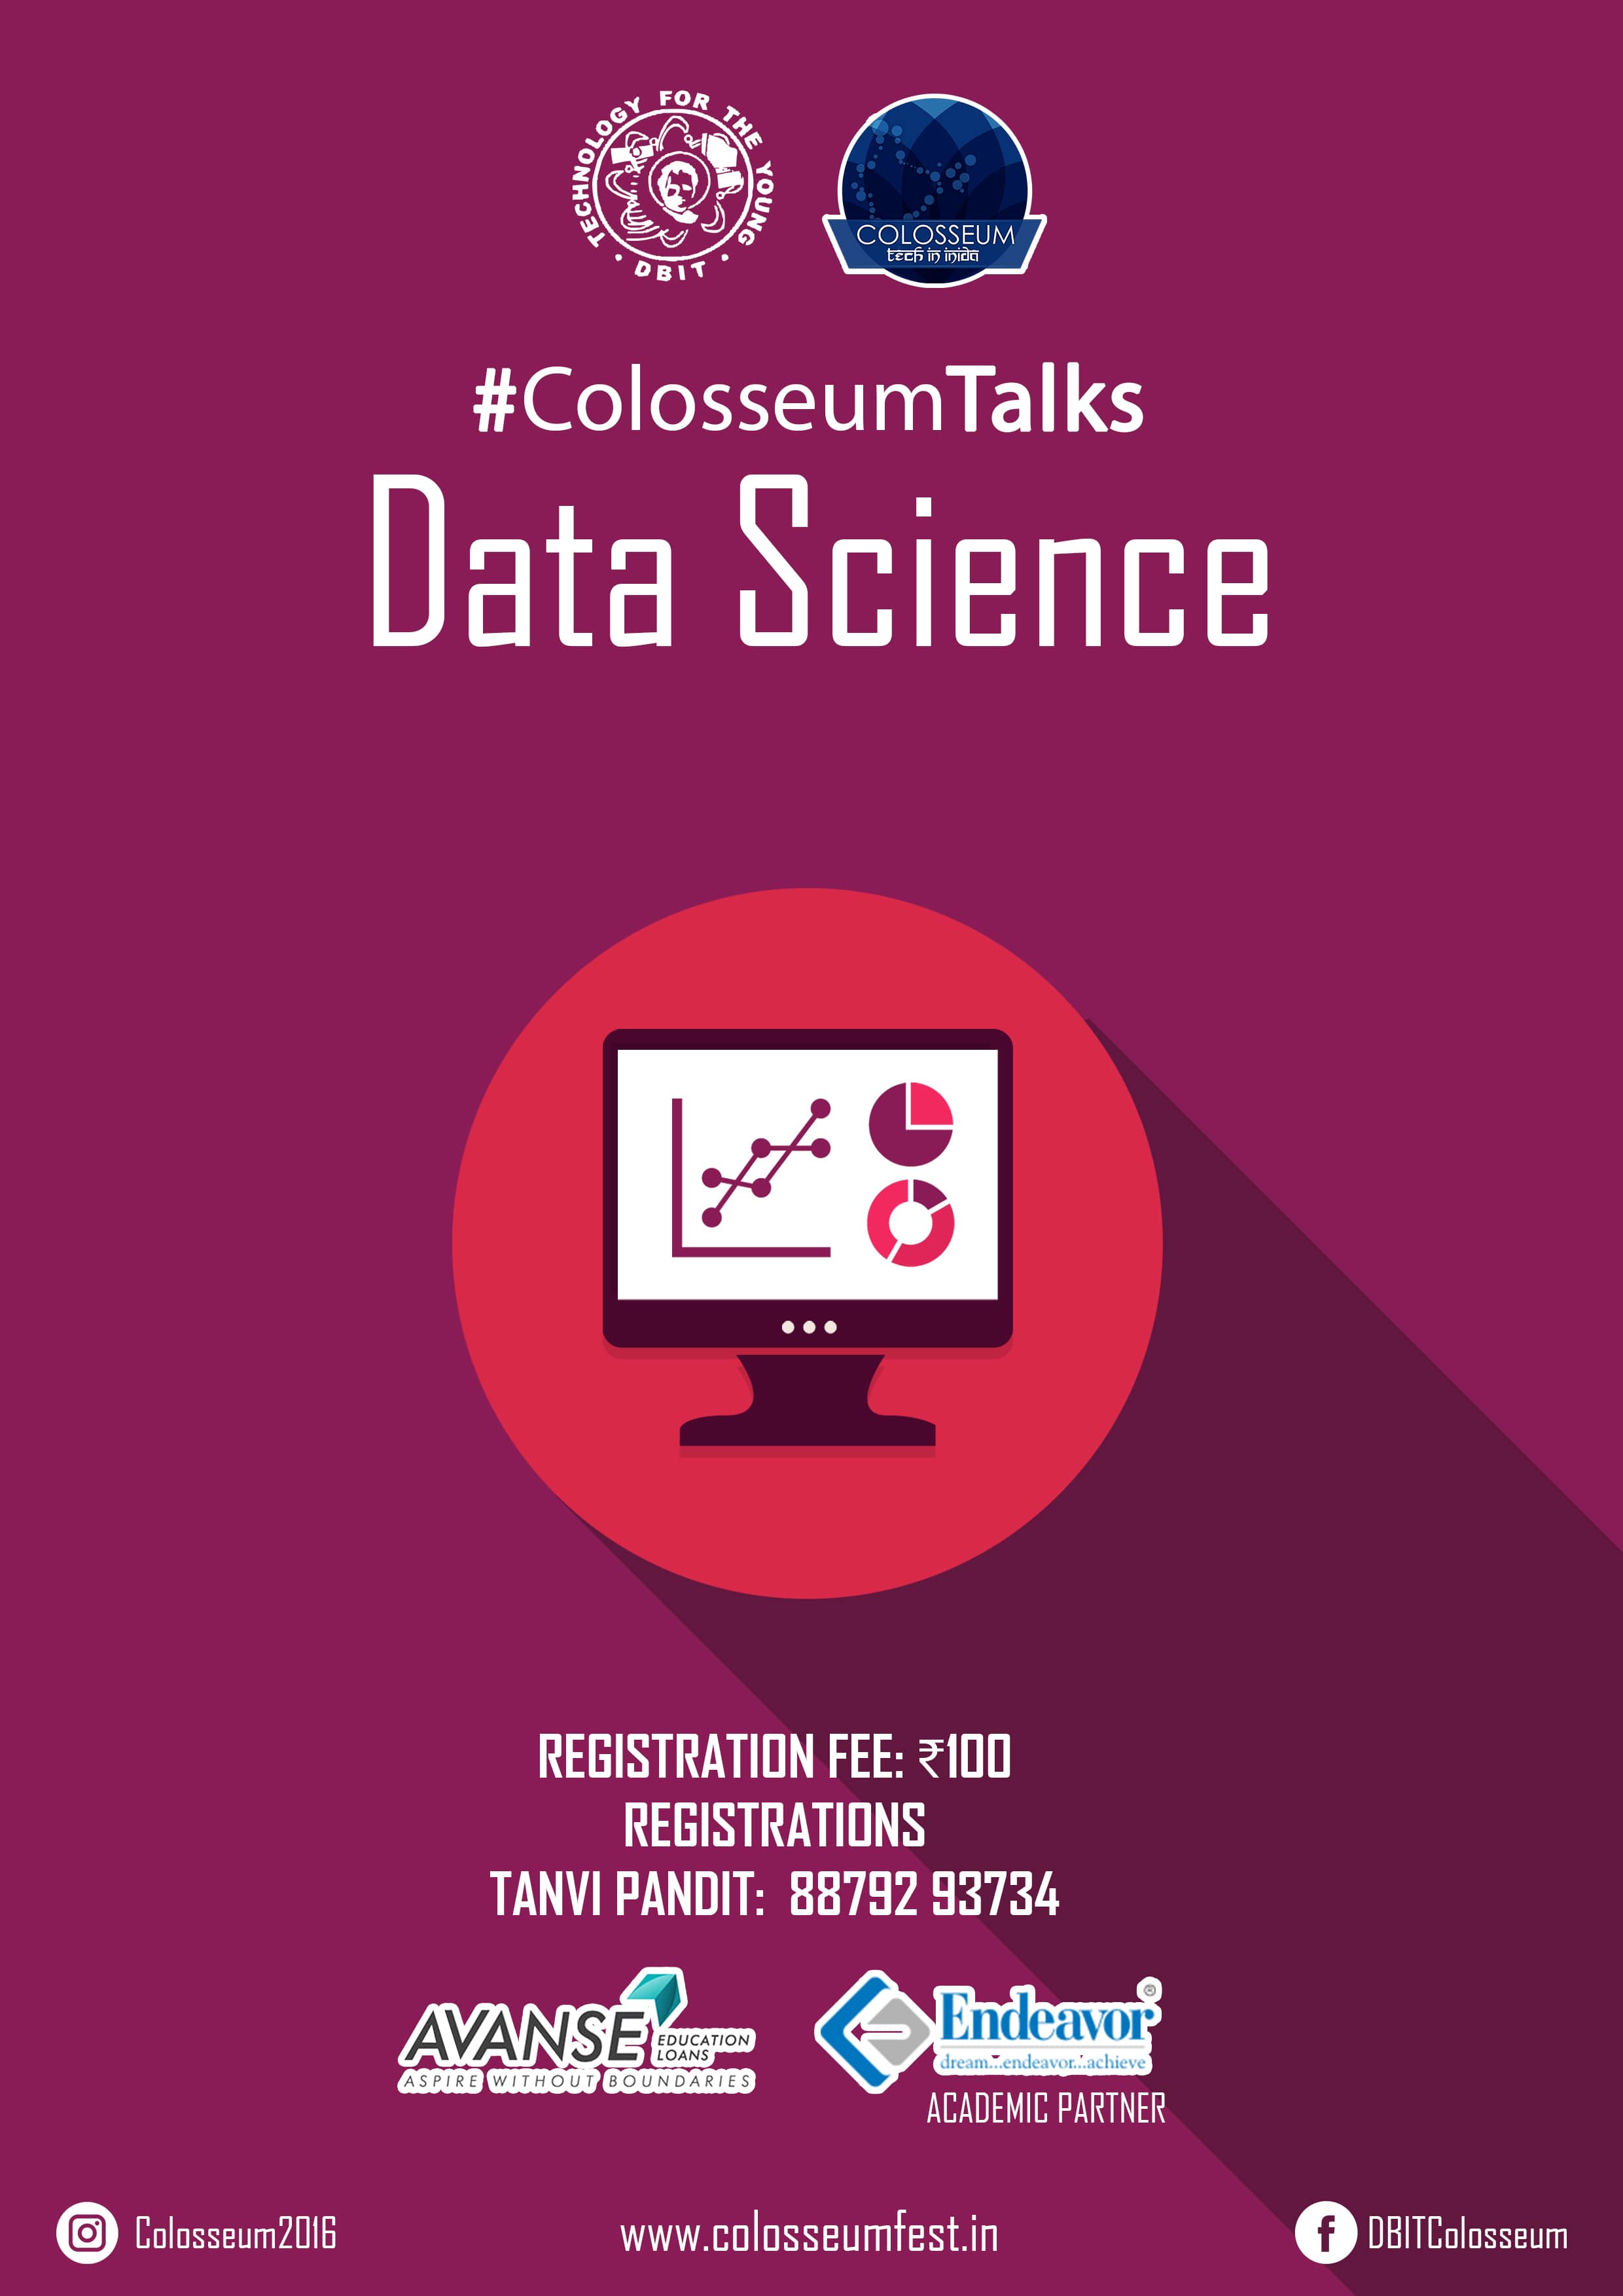 TECHNOLOGY FOR THE YOUNG
DBIT
COLOSSEUM
tech in inida
#ColosseumTalks
Data Science
REGISTRATION FEE: ₹100
REGISTRATIONS
TANVI PANDIT: 88792 93734
AVANSE EDUCATION LOANS
ASPIRE WITHOUT BOUNDARIES
Endeavor®
dream...endeavor...achieve
ACADEMIC PARTNER
Colosseum2016
www.colosseumfest.in
DBITColosseum